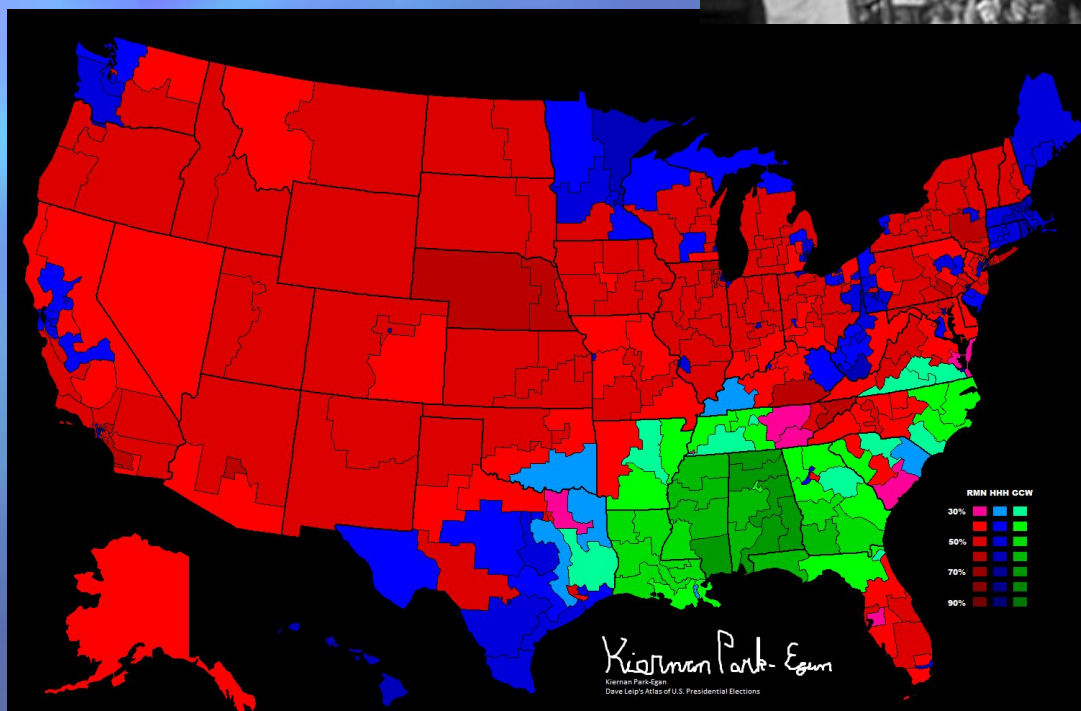 RMN HHH GCW
30%
50%
70%
90%
Kiernan Park-Egan
Kiernan Park-Egan
Dave Leip's Atlas of U.S. Presidential Elections